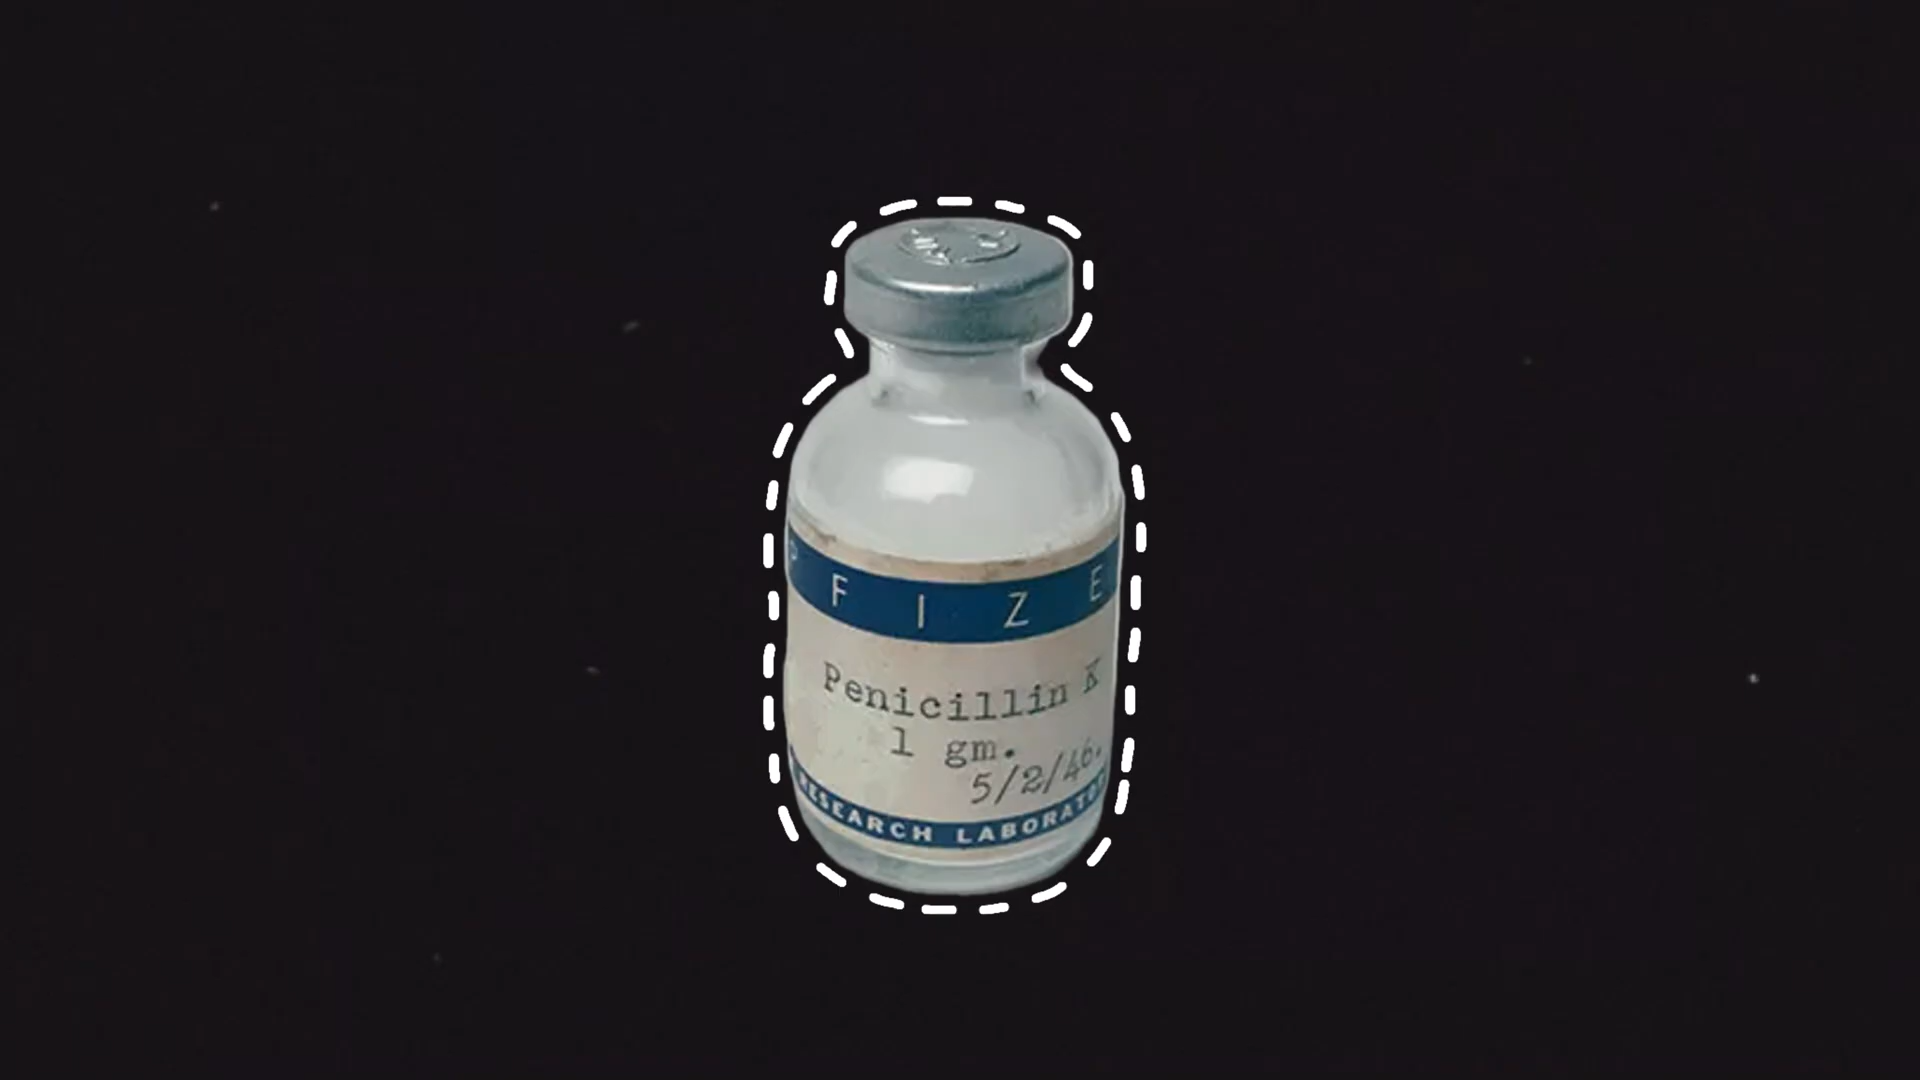 P F I Z E
Penicillin K
1 gm.
5/2/46.
RESEARCH LABORATO